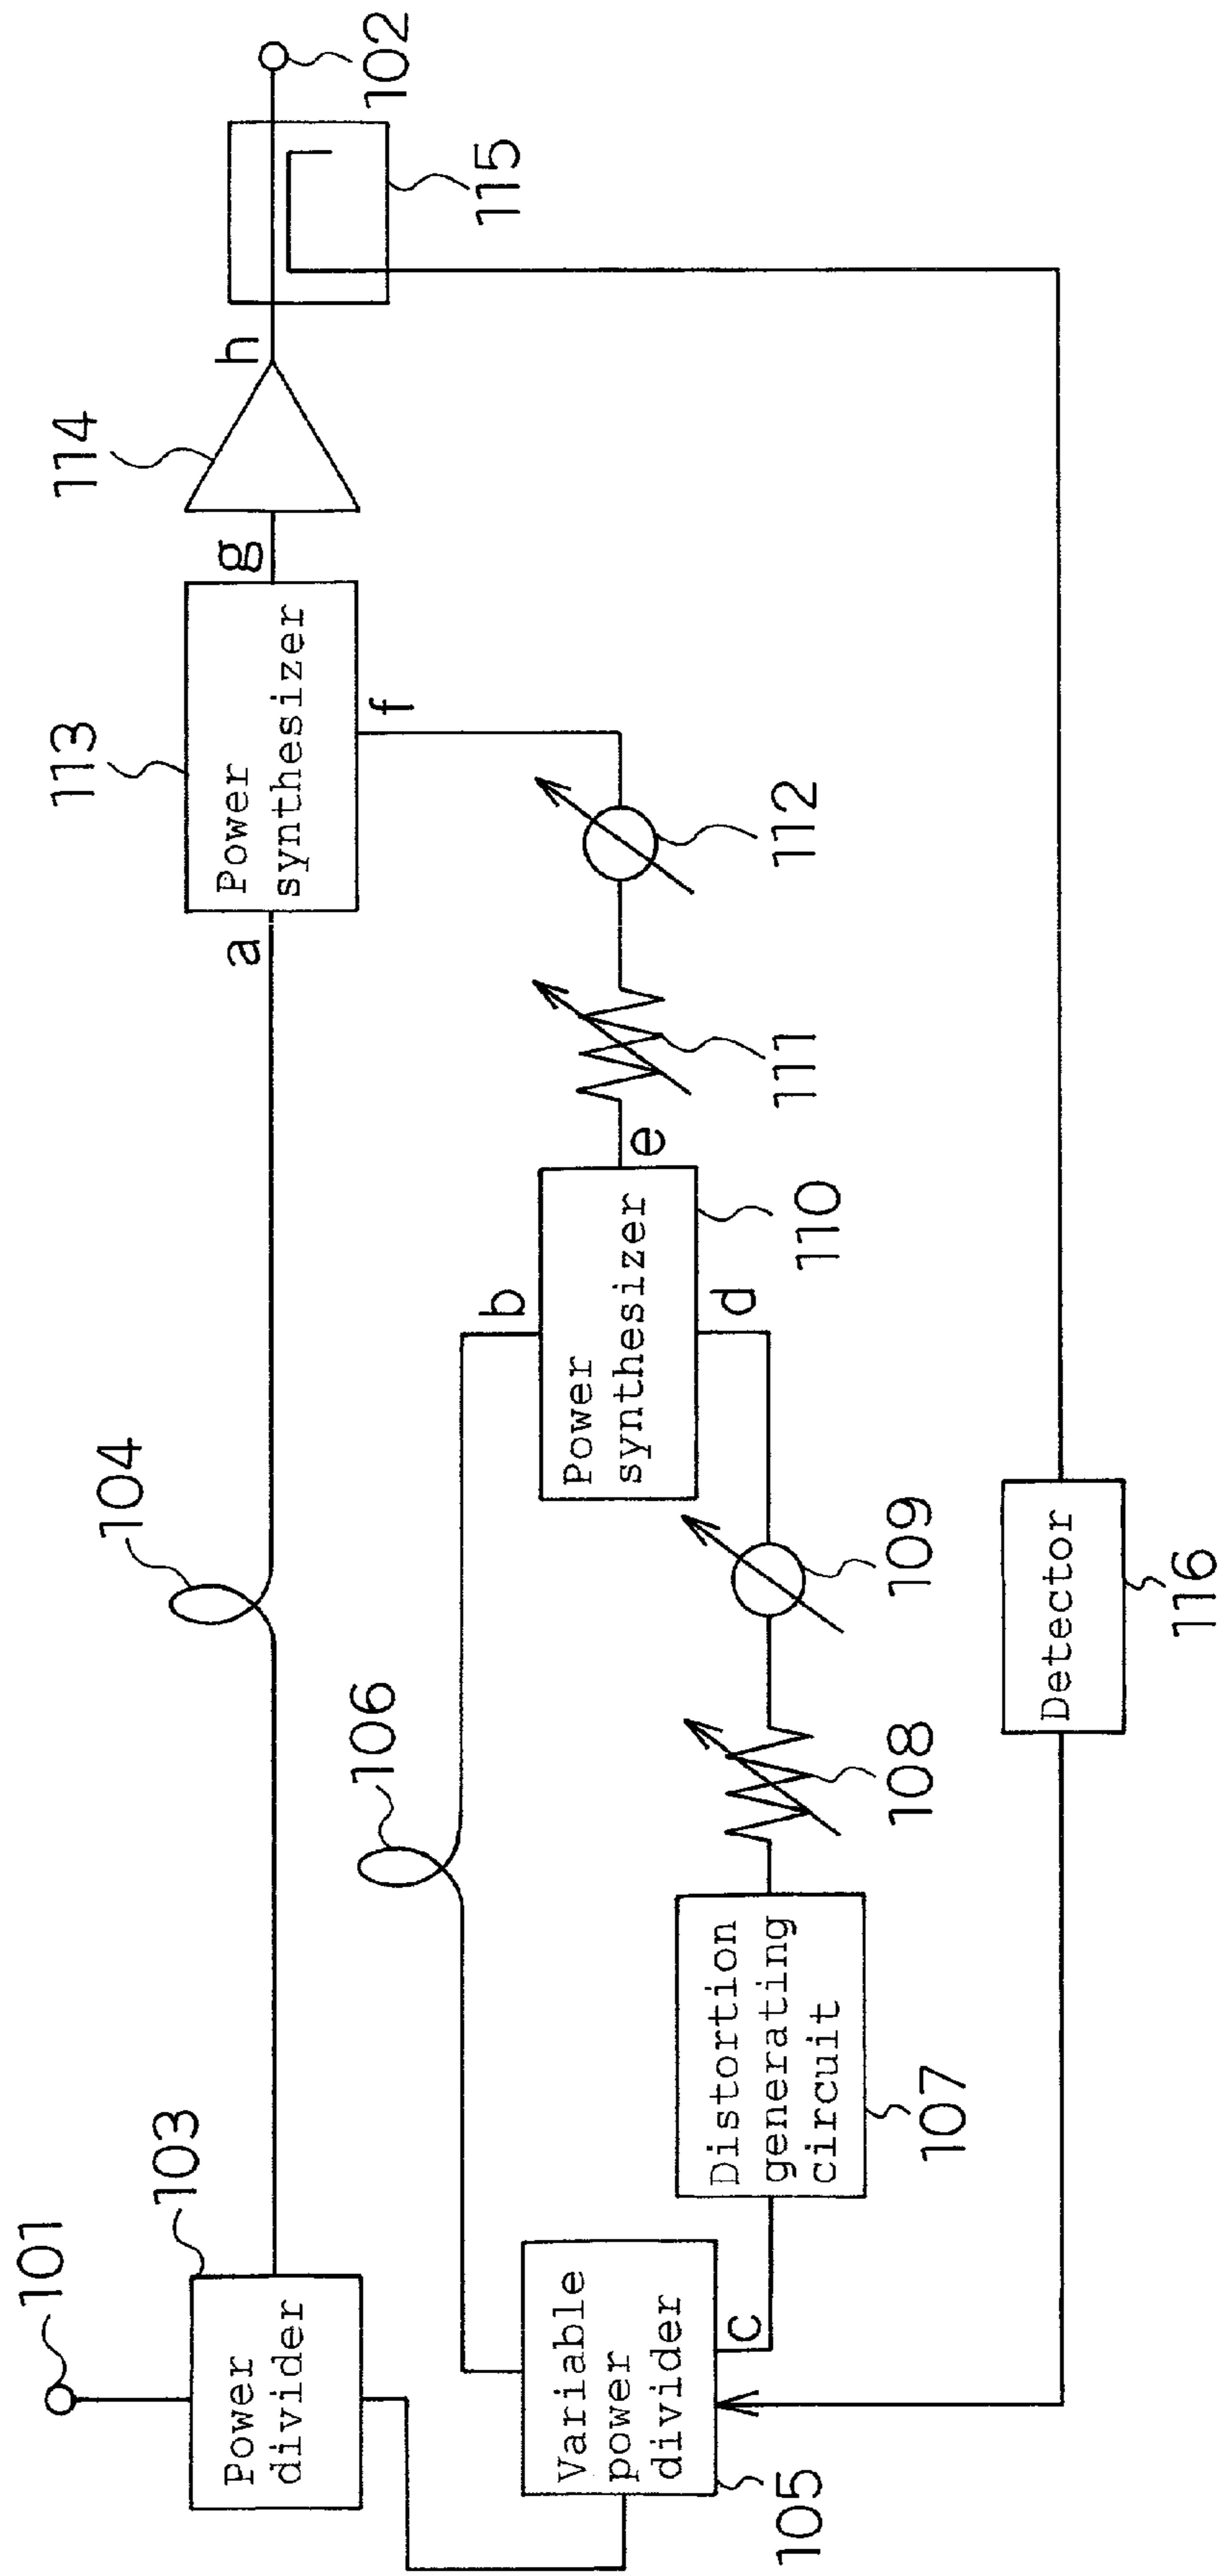 101
103
Power
divider
104
a
113
Power
synthesizer
g
114
h
102
115
f
105
Variable
power
divider
106
b
c
107
Distortion
generating
circuit
108
109
d
110
Power
synthesizer
e
111
112
Detector
116